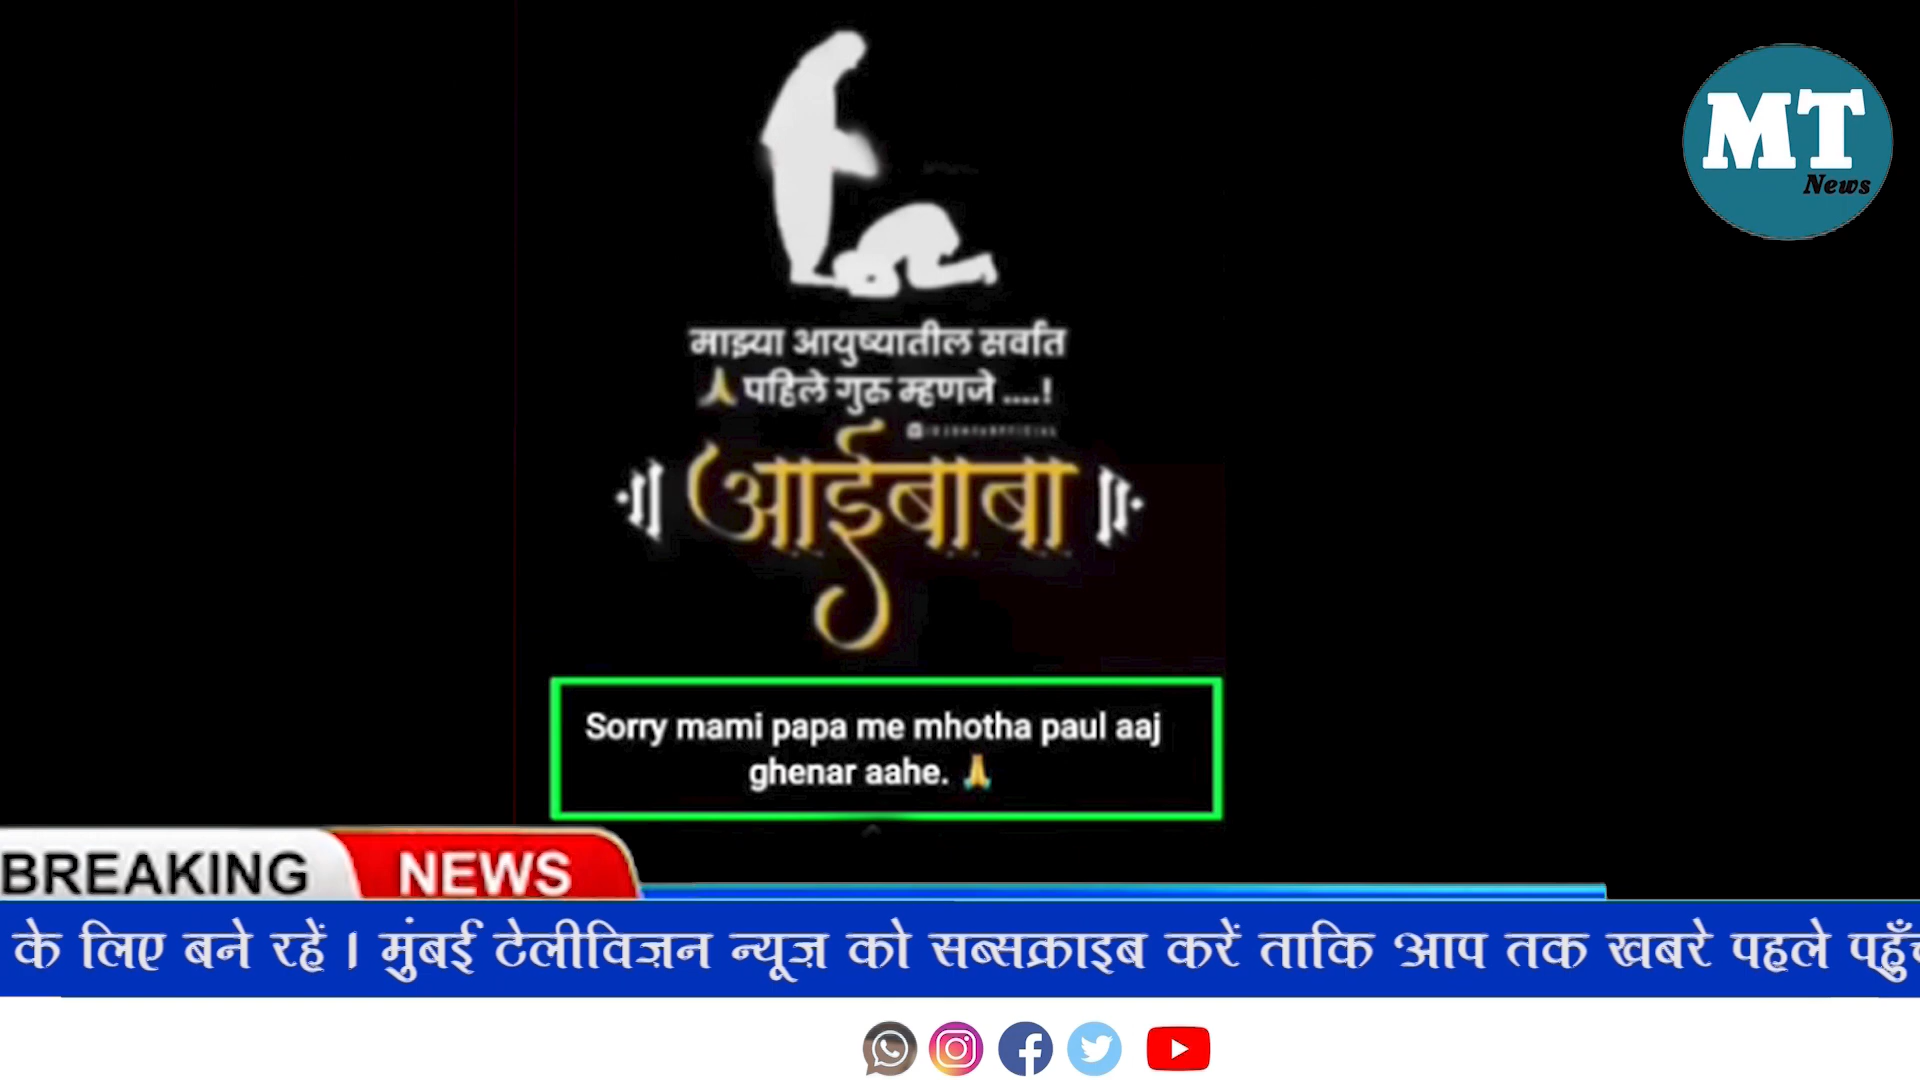 MT
News
माझ्या आयुष्यातील सर्वात
🙏 पहिले गुरु म्हणजे ....!
आईबाबा
Sorry mami papa me mhotha paul aaj
ghenar aahe. 🙏
BREAKING NEWS
के लिए बने रहें । मुंबई टेलीविज़न न्यूज़ को सब्सक्राइब करें ताकि आप तक खबरे पहले